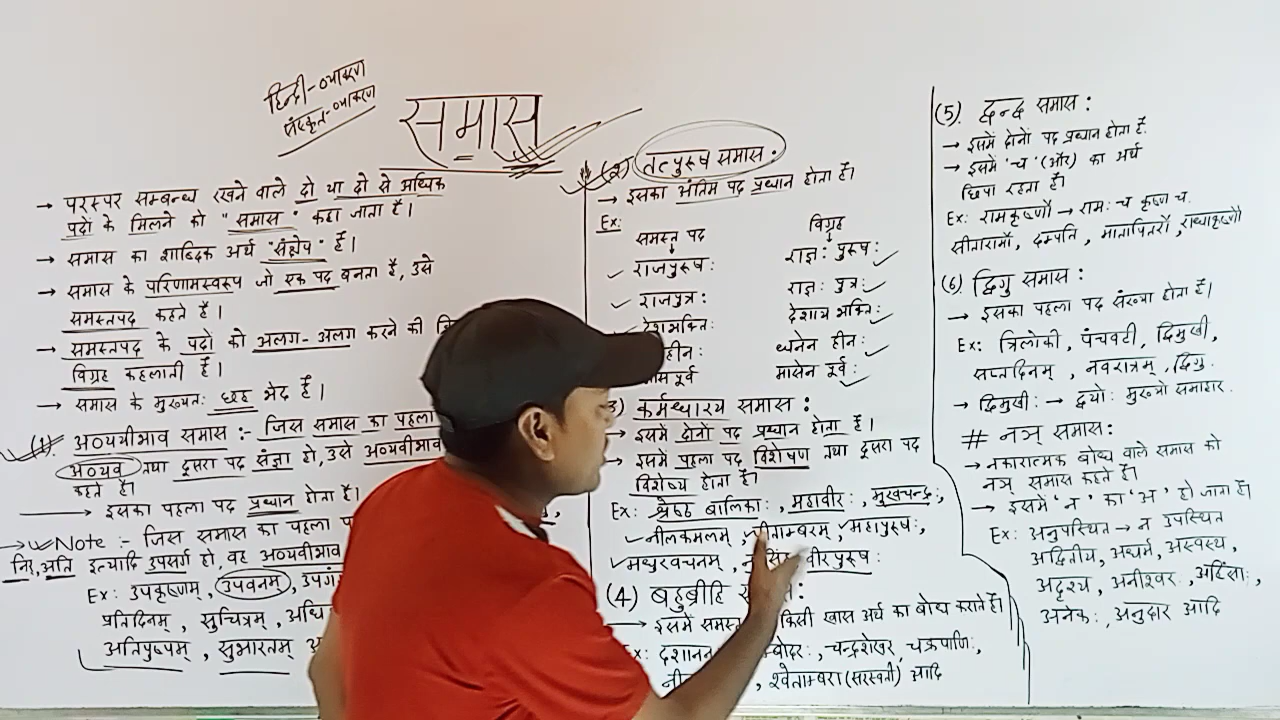 हिन्दी-व्याकरण
संस्कृत-व्याकरण
समास
→ परस्पर सम्बन्ध रखने वाले दो या दो से अधिक
पदों के मिलने को "समास" कहा जाता है।
→ समास का शाब्दिक अर्थ "संक्षेप" है।
→ समास के परिणामस्वरूप जो एक पद बनता है, उसे
समस्तपद कहते हैं।
→ समस्तपद के पदों को अलग-अलग करने की
विग्रह कहलाती है।
→ समास के मुख्यतः छह भेद हैं।
(1) अव्ययीभाव समास :- जिस समास का पहला
अव्यय तथा दूसरा पद संज्ञा हो, उसे अव्ययीभाव
कहते है।
→ इसका पहला पद प्रधान होता है।
→ Note :- जिस समास का पहला
निर, अति इत्यादि उपसर्ग हो, वह अव्ययीभाव
Ex: उपकृष्णम्, उपवनम्,
प्रतिदिनम्, सुचित्रम्,
अतिपुष्पम्, सुभारतम्
(२) तत्पुरुष समास:
→ इसका अंतिम पद प्रधान होता है।
Ex: समस्त पद विग्रह
राजपुरुष: राज्ञ: पुरुष:
राजपुत्र: राज्ञ: पुत्र:
देशभक्ति: देशाय भक्ति:
हीन: धनेन हीन:
मासपूर्व मासेन पूर्व:
3) कर्मधारय समास:
→ इसमें दोनों पद प्रधान होता है।
→ इसमें पहला पद विशेषण तथा दूसरा पद
विशेष्य होता है।
Ex: श्रेष्ठ बालिका:, महावीर:, मुखचन्द्र:,
नीलकमलम्, पीताम्बरम्, महापुरुष:,
मधुरवचनम्, वीरपुरुष:
(4) बहुब्रीहि
→ इसमें किसी खास अर्थ का बोध कराते है।
Ex: दशानन, चन्द्रशेखर, चक्रपाणि:
, श्वेताम्बरा (सरस्वती) आदि
(5). द्वन्द्व समास:
→ इसमें दोनों पद प्रधान होता है.
→ इसमें 'च' (और) का अर्थ
छिपा रहता है।
Ex: रामकृष्णौ → राम: च कृष्ण च.
सीतारामौ, दम्पति, मातापितरौ, राधाकृष्णौ
(6). द्विगु समास:
→ इसका पहला पद संख्या होता है।
Ex: त्रिलोकी, पंचवटी, द्विमुखी,
सप्तदिनम्, नवरात्रम्, द्विगु.
→ द्विमुखी: → द्वयो: मुखयो समाहार.
# नञ् समास:
→ नकारात्मक बोध वाले समास को
नञ् समास कहते है।
→ इसमें 'न' का 'अ' हो जाता है।
Ex: अनुपस्थित → न उपस्थित
अद्वितीय, अधर्म, अस्वस्थ,
अदृश्य, अनीश्वर:, अहिंसा:,
अनेक:, अनुदार आदि